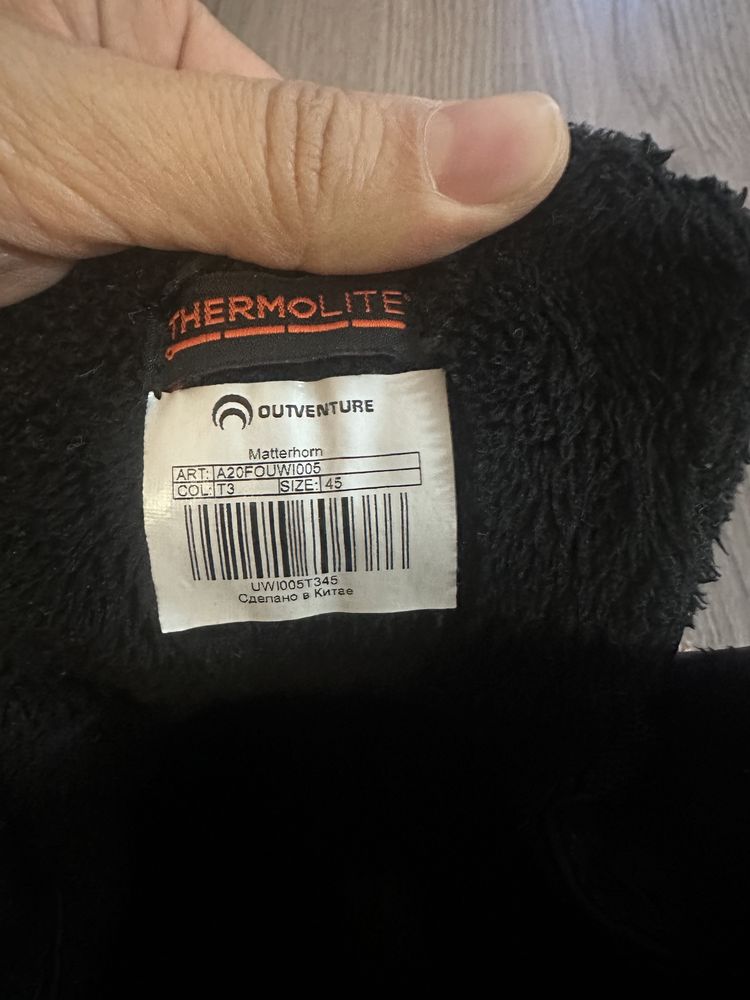 THERMOLITE
OUTVENTURE
Matterhorn
ART: A20FOUWI005
COL: T3 SIZE: 45
UWI005T345
Сделано в Китае